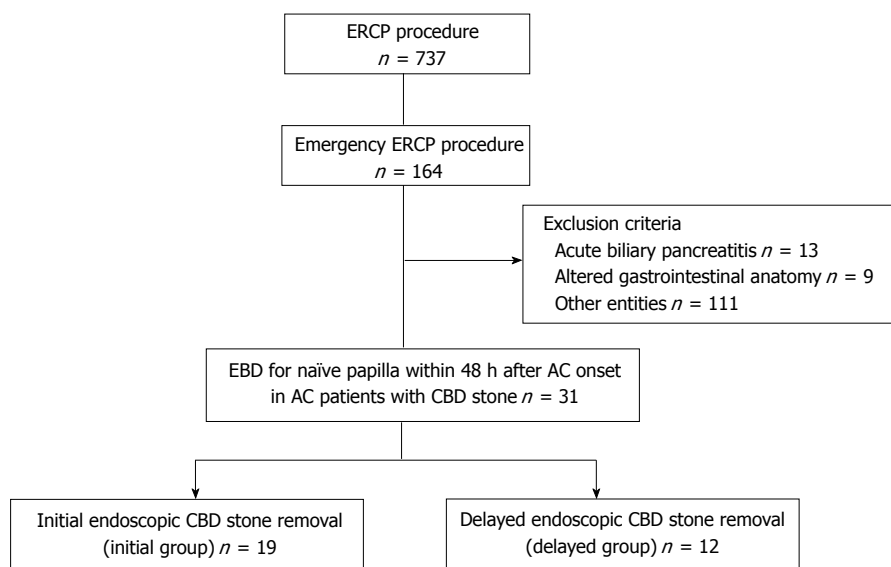 ERCP procedure
n = 737
Emergency ERCP procedure
n = 164
Exclusion criteria
Acute biliary pancreatitis n = 13
Altered gastrointestinal anatomy n = 9
Other entities n = 111
EBD for naïve papilla within 48 h after AC onset
in AC patients with CBD stone n = 31
Initial endoscopic CBD stone removal
(initial group) n = 19
Delayed endoscopic CBD stone removal
(delayed group) n = 12